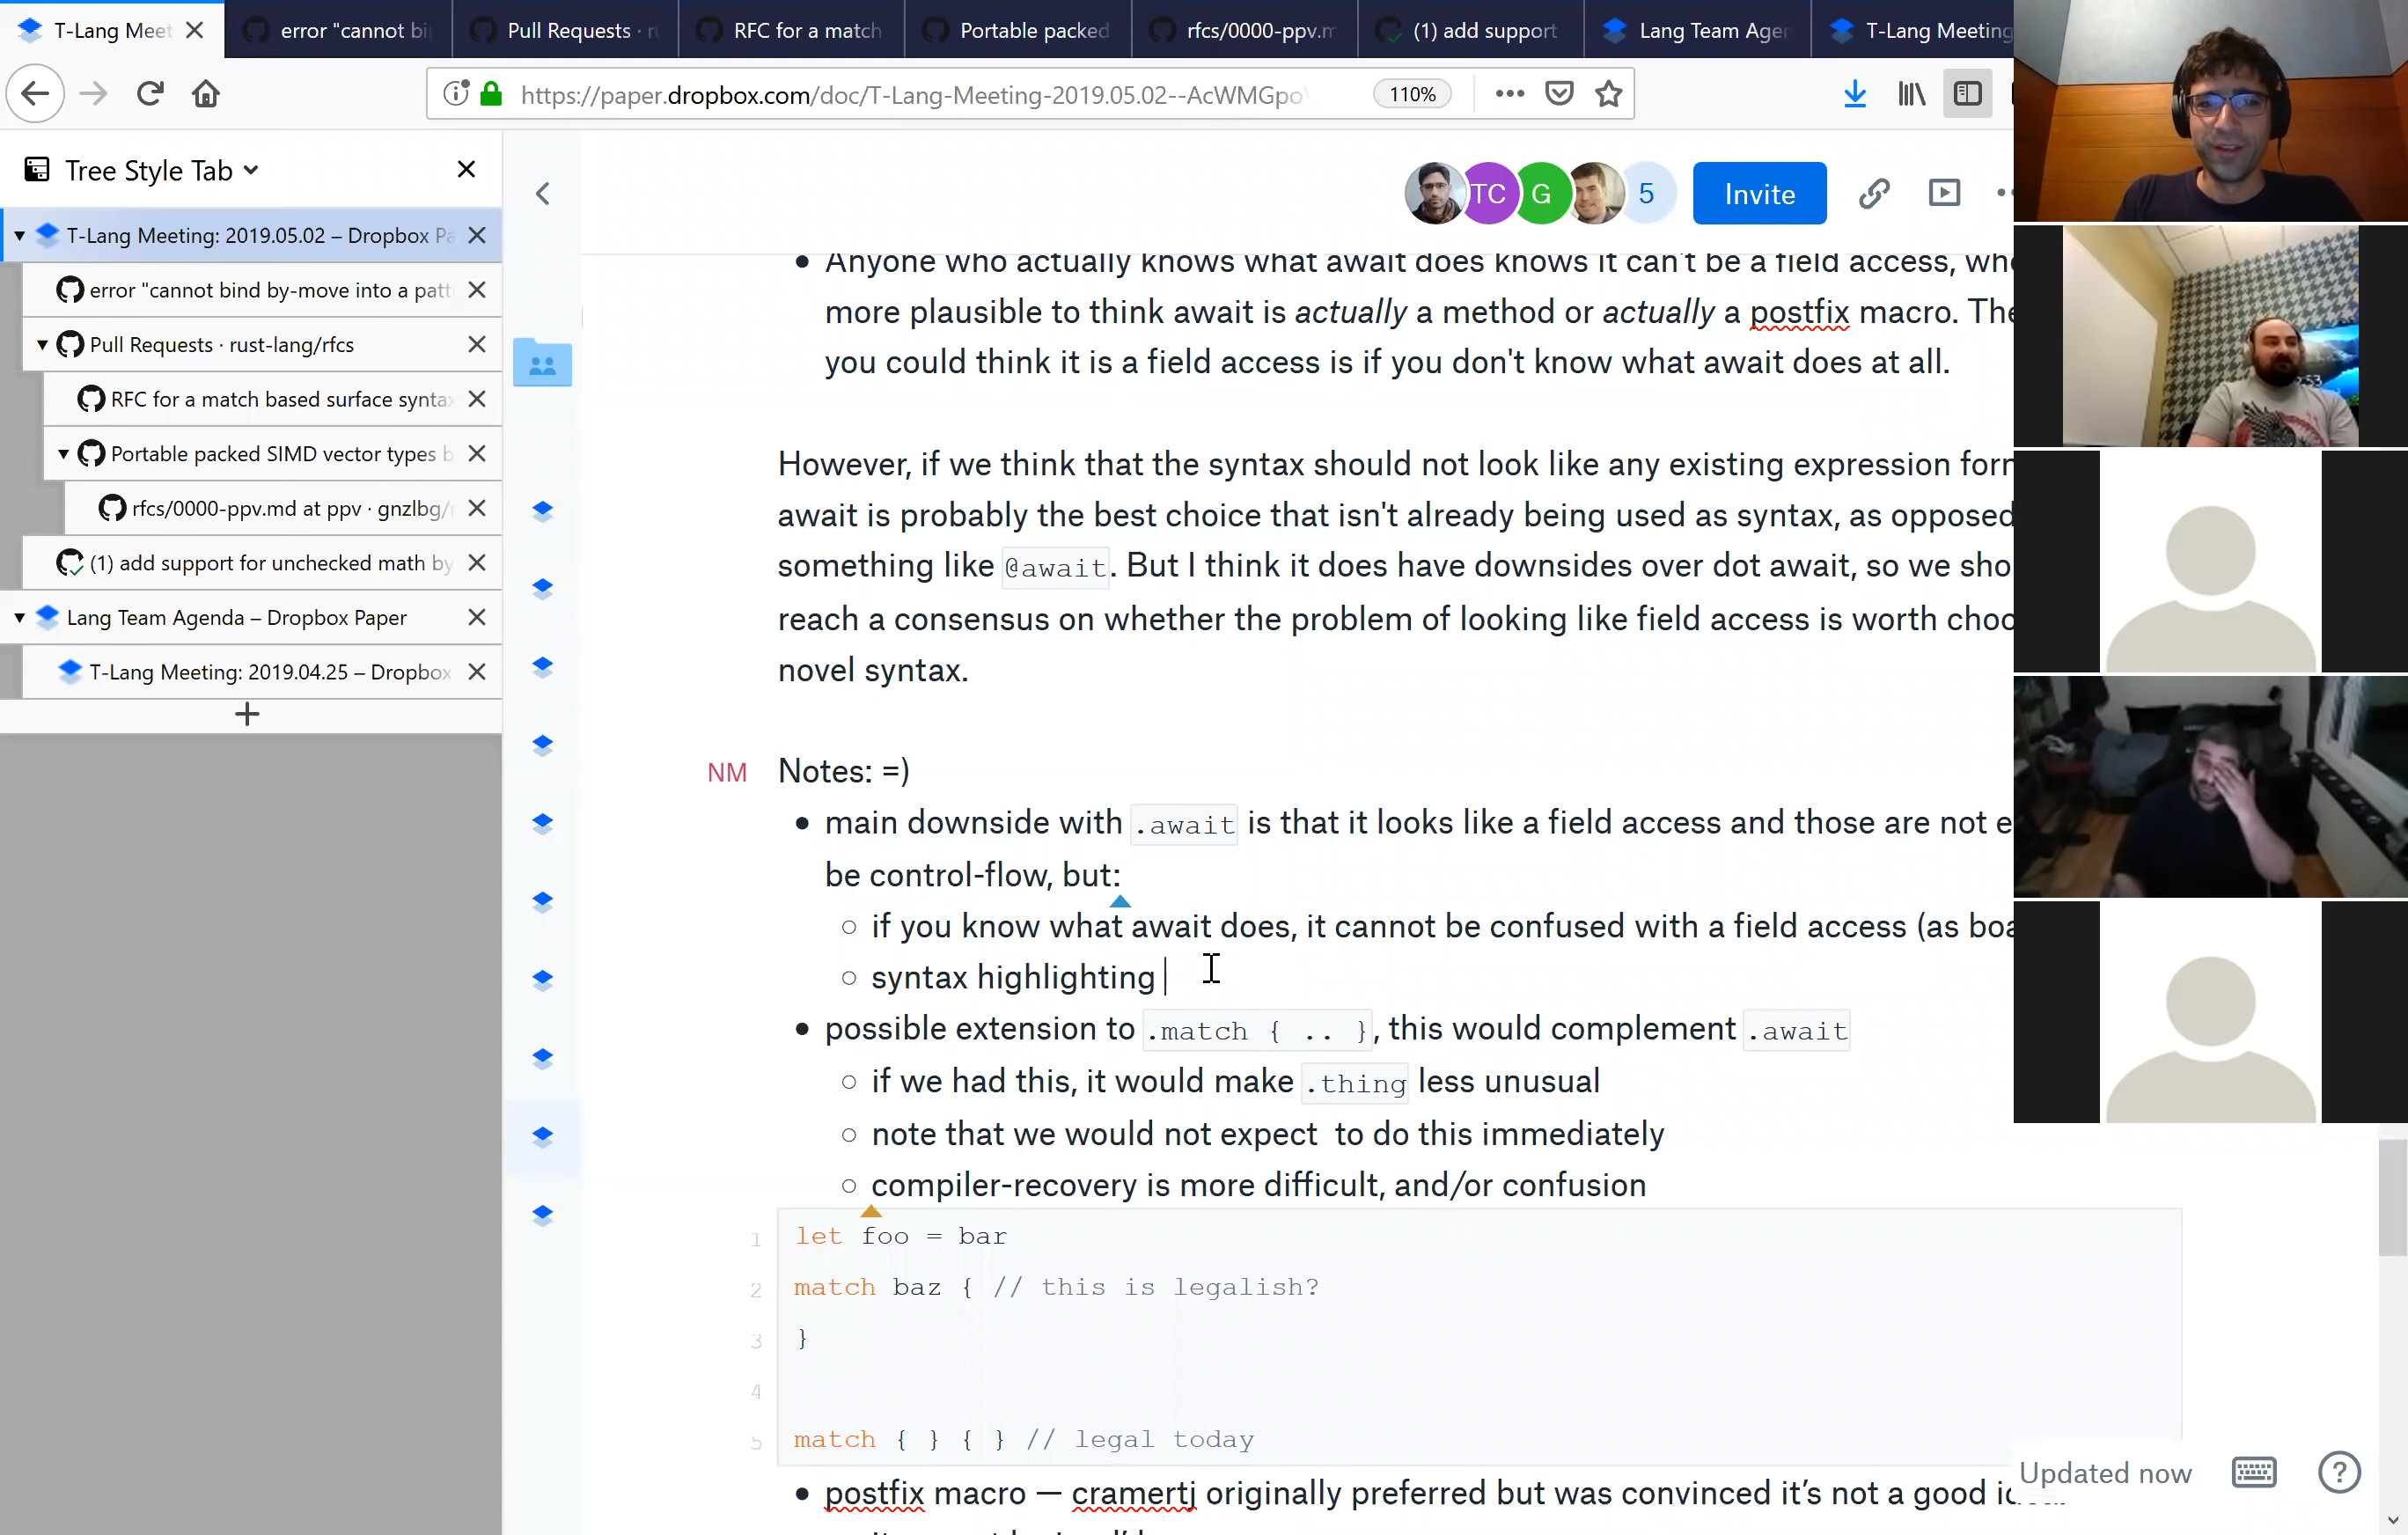 T-Lang Meet
error "cannot bi
Pull Requests · r
RFC for a match
Portable packed
rfcs/0000-ppv.m
(1) add support
Lang Team Agen
T-Lang Meeting
https://paper.dropbox.com/doc/T-Lang-Meeting-2019.05.02--AcWMGpo
110%
Tree Style Tab
T-Lang Meeting: 2019.05.02 – Dropbox Pa
error "cannot bind by-move into a patt
Pull Requests · rust-lang/rfcs
RFC for a match based surface syntax
Portable packed SIMD vector types b
rfcs/0000-ppv.md at ppv · gnzlbg/r
(1) add support for unchecked math by
Lang Team Agenda – Dropbox Paper
T-Lang Meeting: 2019.04.25 – Dropbox
TC
G
5
Invite
Anyone who actually knows what await does knows it can't be a field access, whe
more plausible to think await is actually a method or actually a postfix macro. The
you could think it is a field access is if you don't know what await does at all.
However, if we think that the syntax should not look like any existing expression form
await is probably the best choice that isn't already being used as syntax, as opposed
something like @await. But I think it does have downsides over dot await, so we shou
reach a consensus on whether the problem of looking like field access is worth choo
novel syntax.
NM
Notes: =)
main downside with .await is that it looks like a field access and those are not e
be control-flow, but:
if you know what await does, it cannot be confused with a field access (as boa
syntax highlighting
possible extension to .match { .. }, this would complement .await
if we had this, it would make .thing less unusual
note that we would not expect  to do this immediately
compiler-recovery is more difficult, and/or confusion
1 let foo = bar
2 match baz { // this is legalish?
3 }
4
5 match { } { } // legal today
postfix macro — cramertj originally preferred but was convinced it's not a good idea.
Updated now